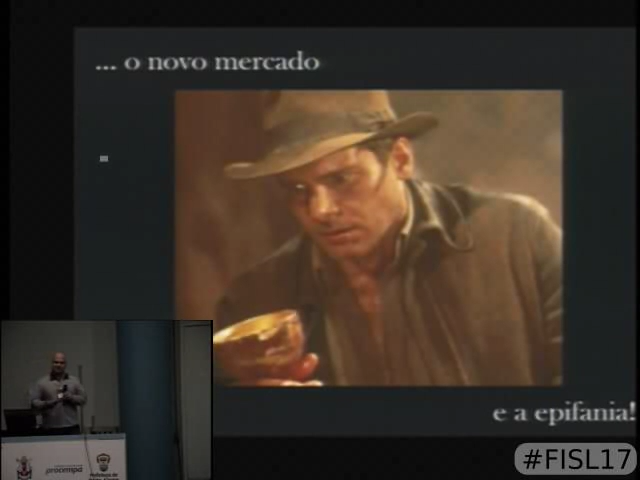 ... o novo mercado
e a epifania!
procempa
#FISL17